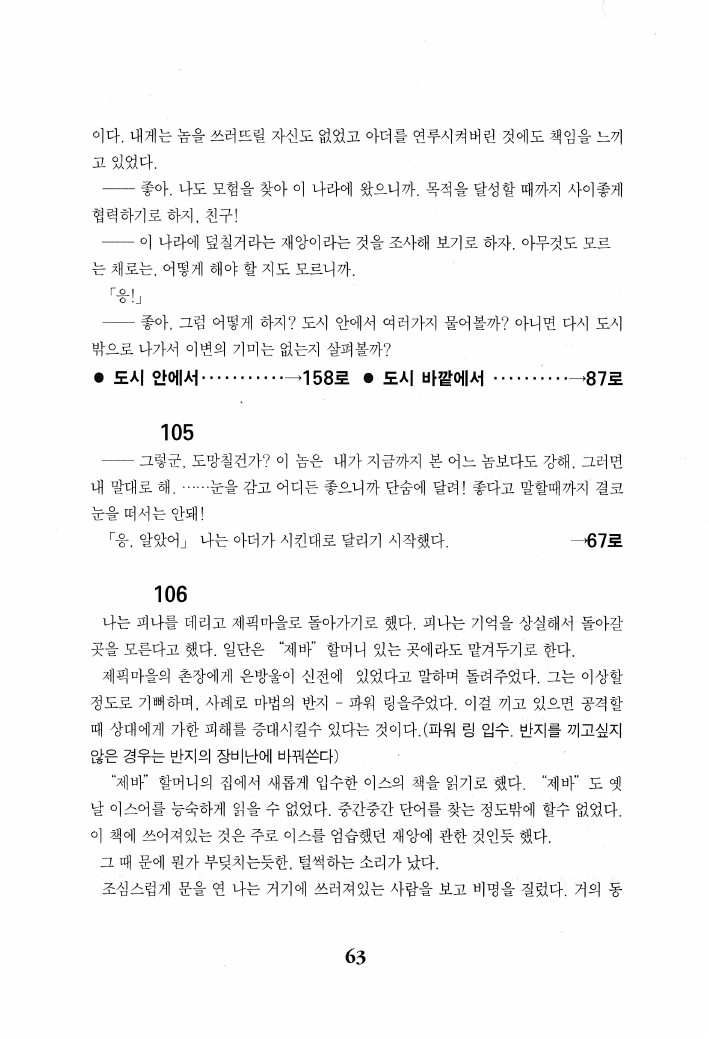 이다. 내게는 놈을 쓰러뜨릴 자신도 없었고 아더를 연루시켜버린 것에도 책임을 느끼
고 있었다.
—— 좋아. 나도 모험을 찾아 이 나라에 왔으니까. 목적을 달성할 때까지 사이좋게
협력하기로 하지, 친구!
—— 이 나라에 덮칠거라는 재앙이라는 것을 조사해 보기로 하자. 아무것도 모르
는 채로는, 어떻게 해야 할 지도 모르니까.
「응!」
—— 좋아, 그럼 어떻게 하지? 도시 안에서 여러가지 물어볼까? 아니면 다시 도시
밖으로 나가서 이변의 기미는 없는지 살펴볼까?
● 도시 안에서············→158로 ● 도시 바깥에서 ··········→87로
105
—— 그렇군, 도망칠건가? 이 놈은 내가 지금까지 본 어느 놈보다도 강해. 그러면
내 말대로 해. ……눈을 감고 어디든 좋으니까 단숨에 달려! 좋다고 말할때까지 결코
눈을 떠서는 안돼!
「응, 알았어」 나는 아더가 시킨대로 달리기 시작했다. →67로
106
나는 피나를 데리고 제픽마을로 돌아가기로 했다. 피나는 기억을 상실해서 돌아갈
곳을 모른다고 했다. 일단은 “제바” 할머니 있는 곳에라도 맡겨두기로 한다.
제픽마을의 촌장에게 은방울이 신전에 있었다고 말하며 돌려주었다. 그는 이상할
정도로 기뻐하며, 사례로 마법의 반지 - 파워 링을주었다. 이걸 끼고 있으면 공격할
때 상대에게 가한 피해를 증대시킬수 있다는 것이다.(파워 링 입수. 반지를 끼고싶지
않은 경우는 반지의 장비난에 바꿔쓴다)
“제바” 할머니의 집에서 새롭게 입수한 이스의 책을 읽기로 했다. “제바” 도 옛
날 이스어를 능숙하게 읽을 수 없었다. 중간중간 단어를 찾는 정도밖에 할수 없었다.
이 책에 쓰어져있는 것은 주로 이스를 엄습했던 재앙에 관한 것인듯 했다.
그 때 문에 뭔가 부딪치는듯한, 털썩하는 소리가 났다.
조심스럽게 문을 연 나는 거기에 쓰러져있는 사람을 보고 비명을 질렀다. 거의 동
63